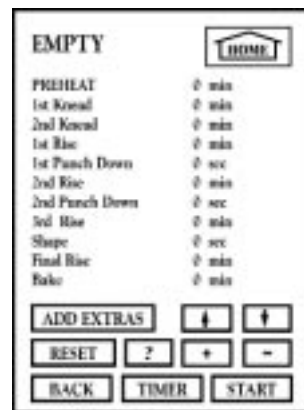 EMPTY HOME
PREHEAT 0 min
1st Knead 0 min
2nd Knead 0 min
1st Rise 0 min
1st Punch Down 0 sec
2nd Rise 0 min
2nd Punch Down 0 sec
3rd Rise 0 min
Shape 0 sec
Final Rise 0 min
Bake 0 min
ADD EXTRAS
RESET ? + -
BACK TIMER START